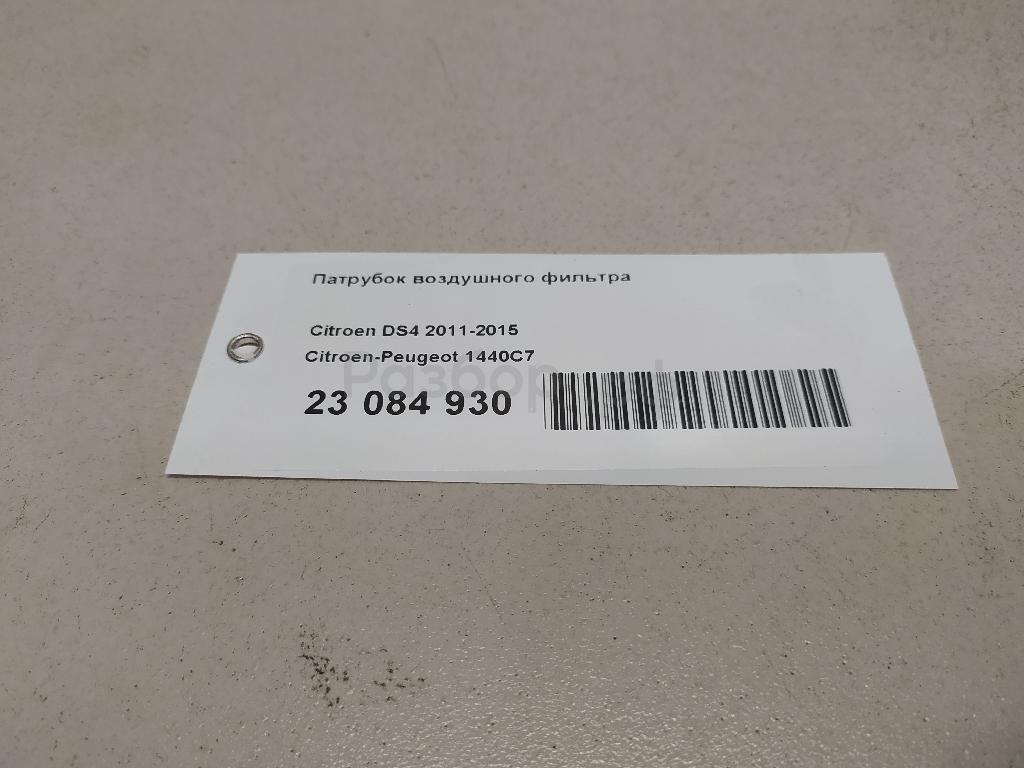 Патрубок воздушного фильтра
Citroen DS4 2011-2015
Citroen-Peugeot 1440C7
23 084 930